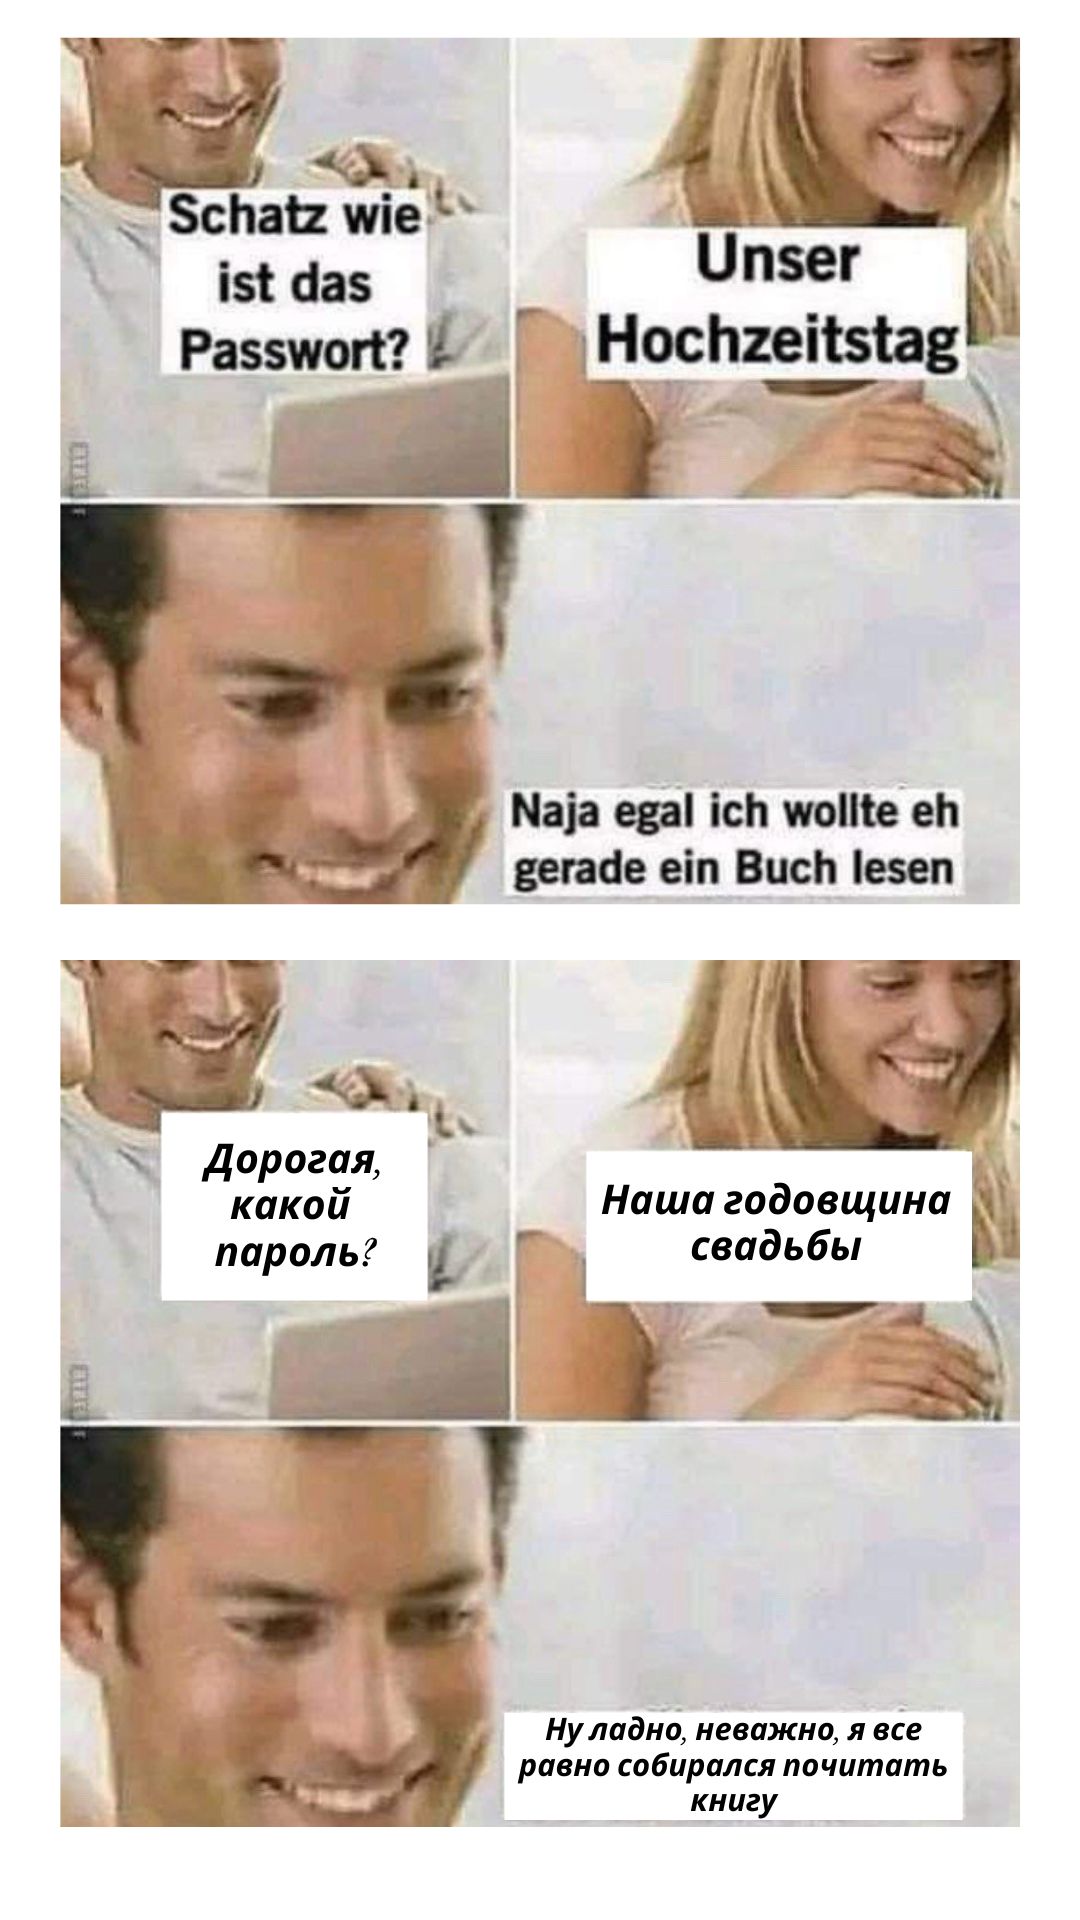 Schatz wie
ist das
Passwort?
Unser
Hochzeitstag
Naja egal ich wollte eh
gerade ein Buch lesen
Дорогая,
какой
пароль?
Наша годовщина
свадьбы
Ну ладно, неважно, я все
равно собирался почитать
книгу